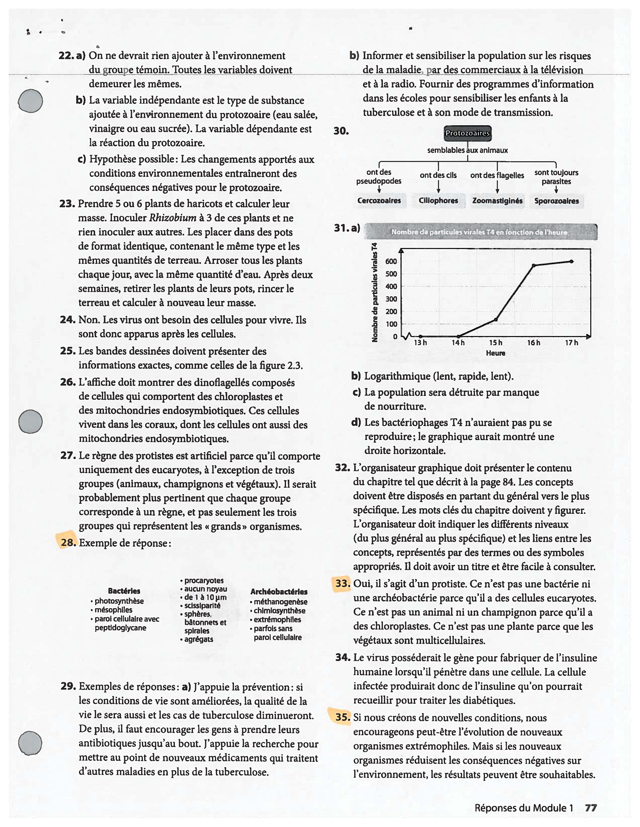 22. a) On ne devrait rien ajouter à l'environnement
du groupe témoin. Toutes les variables doivent
demeurer les mêmes.
b) La variable indépendante est le type de substance
ajoutée à l'environnement du protozoaire (eau salée,
vinaigre ou eau sucrée). La variable dépendante est
la réaction du protozoaire.
c) Hypothèse possible : Les changements apportés aux
conditions environnementales entraîneront des
conséquences négatives pour le protozoaire.
23. Prendre 5 ou 6 plants de haricots et calculer leur
masse. Inoculer Rhizobium à 3 de ces plants et ne
rien inoculer aux autres. Les placer dans des pots
de format identique, contenant le même type et les
mêmes quantités de terreau. Arroser tous les plants
chaque jour, avec la même quantité d'eau. Après deux
semaines, retirer les plants de leurs pots, rincer le
terreau et calculer à nouveau leur masse.
24. Non. Les virus ont besoin des cellules pour vivre. Ils
sont donc apparus après les cellules.
25. Les bandes dessinées doivent présenter des
informations exactes, comme celles de la figure 2.3.
26. L'affiche doit montrer des dinoflagellés composés
de cellules qui comportent des chloroplastes et
des mitochondries endosymbiotiques. Ces cellules
vivent dans les coraux, dont les cellules ont aussi des
mitochondries endosymbiotiques.
27. Le règne des protistes est artificiel parce qu'il comporte
uniquement des eucaryotes, à l'exception de trois
groupes (animaux, champignons et végétaux). Il serait
probablement plus pertinent que chaque groupe
corresponde à un règne, et pas seulement les trois
groupes qui représentent les « grands » organismes.
28. Exemple de réponse :
Bactéries
• photosynthèse
• mésophiles
• paroi cellulaire avec
peptidoglycane
• procaryotes
• aucun noyau
• de 1 à 10 µm
• scissiparité
• sphères,
bâtonnets et
spirales
• agrégats
Archéobactéries
• méthanogenèse
• chimiosynthèse
• extrémophiles
• parfois sans
paroi cellulaire
29. Exemples de réponses : a) J'appuie la prévention : si
les conditions de vie sont améliorées, la qualité de la
vie le sera aussi et les cas de tuberculose diminueront.
De plus, il faut encourager les gens à prendre leurs
antibiotiques jusqu'au bout. J'appuie la recherche pour
mettre au point de nouveaux médicaments qui traitent
d'autres maladies en plus de la tuberculose.
b) Informer et sensibiliser la population sur les risques
de la maladie, par des commerciaux à la télévision
et à la radio. Fournir des programmes d'information
dans les écoles pour sensibiliser les enfants à la
tuberculose et à son mode de transmission.
30.
Protozoaires
semblables aux animaux
ont des
pseudopodes
ont des cils
ont des flagelles
sont toujours
parasites
Cercozoaires
Ciliophores
Zoomastiginés
Sporozoaires
31. a)
Nombre de particules virales T4 en fonction de l'heure
Nombre de particules virales T4
600
500
400
300
200
100
0
13 h 14 h 15 h 16 h 17 h
Heure
b) Logarithmique (lent, rapide, lent).
c) La population sera détruite par manque
de nourriture.
d) Les bactériophages T4 n'auraient pas pu se
reproduire ; le graphique aurait montré une
droite horizontale.
32. L'organisateur graphique doit présenter le contenu
du chapitre tel que décrit à la page 84. Les concepts
doivent être disposés en partant du général vers le plus
spécifique. Les mots clés du chapitre doivent y figurer.
L'organisateur doit indiquer les différents niveaux
(du plus général au plus spécifique) et les liens entre les
concepts, représentés par des termes ou des symboles
appropriés. Il doit avoir un titre et être facile à consulter.
33. Oui, il s'agit d'un protiste. Ce n'est pas une bactérie ni
une archéobactérie parce qu'il a des cellules eucaryotes.
Ce n'est pas un animal ni un champignon parce qu'il a
des chloroplastes. Ce n'est pas une plante parce que les
végétaux sont multicellulaires.
34. Le virus posséderait le gène pour fabriquer de l'insuline
humaine lorsqu'il pénètre dans une cellule. La cellule
infectée produirait donc de l'insuline qu'on pourrait
recueillir pour traiter les diabétiques.
35. Si nous créons de nouvelles conditions, nous
encourageons peut-être l'évolution de nouveaux
organismes extrémophiles. Mais si les nouveaux
organismes réduisent les conséquences négatives sur
l'environnement, les résultats peuvent être souhaitables.
Réponses du Module 1 77